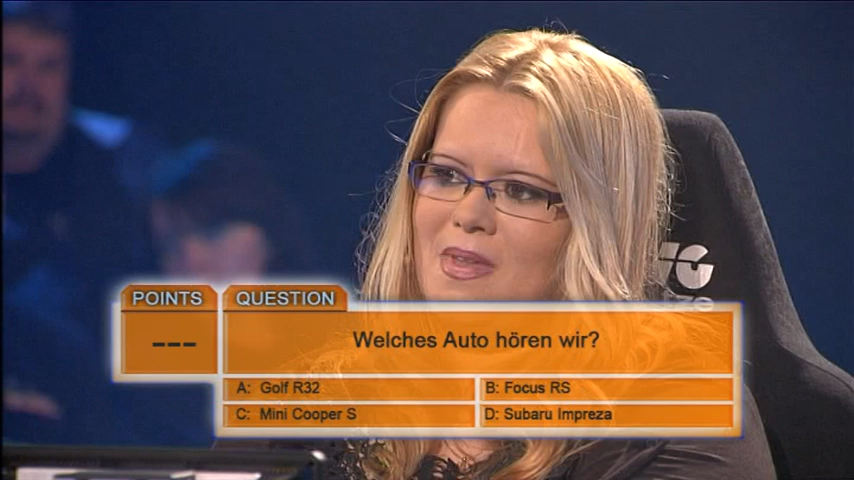 POINTS QUESTION
---
Welches Auto hören wir?
A: Golf R32
B: Focus RS
C: Mini Cooper S
D: Subaru Impreza